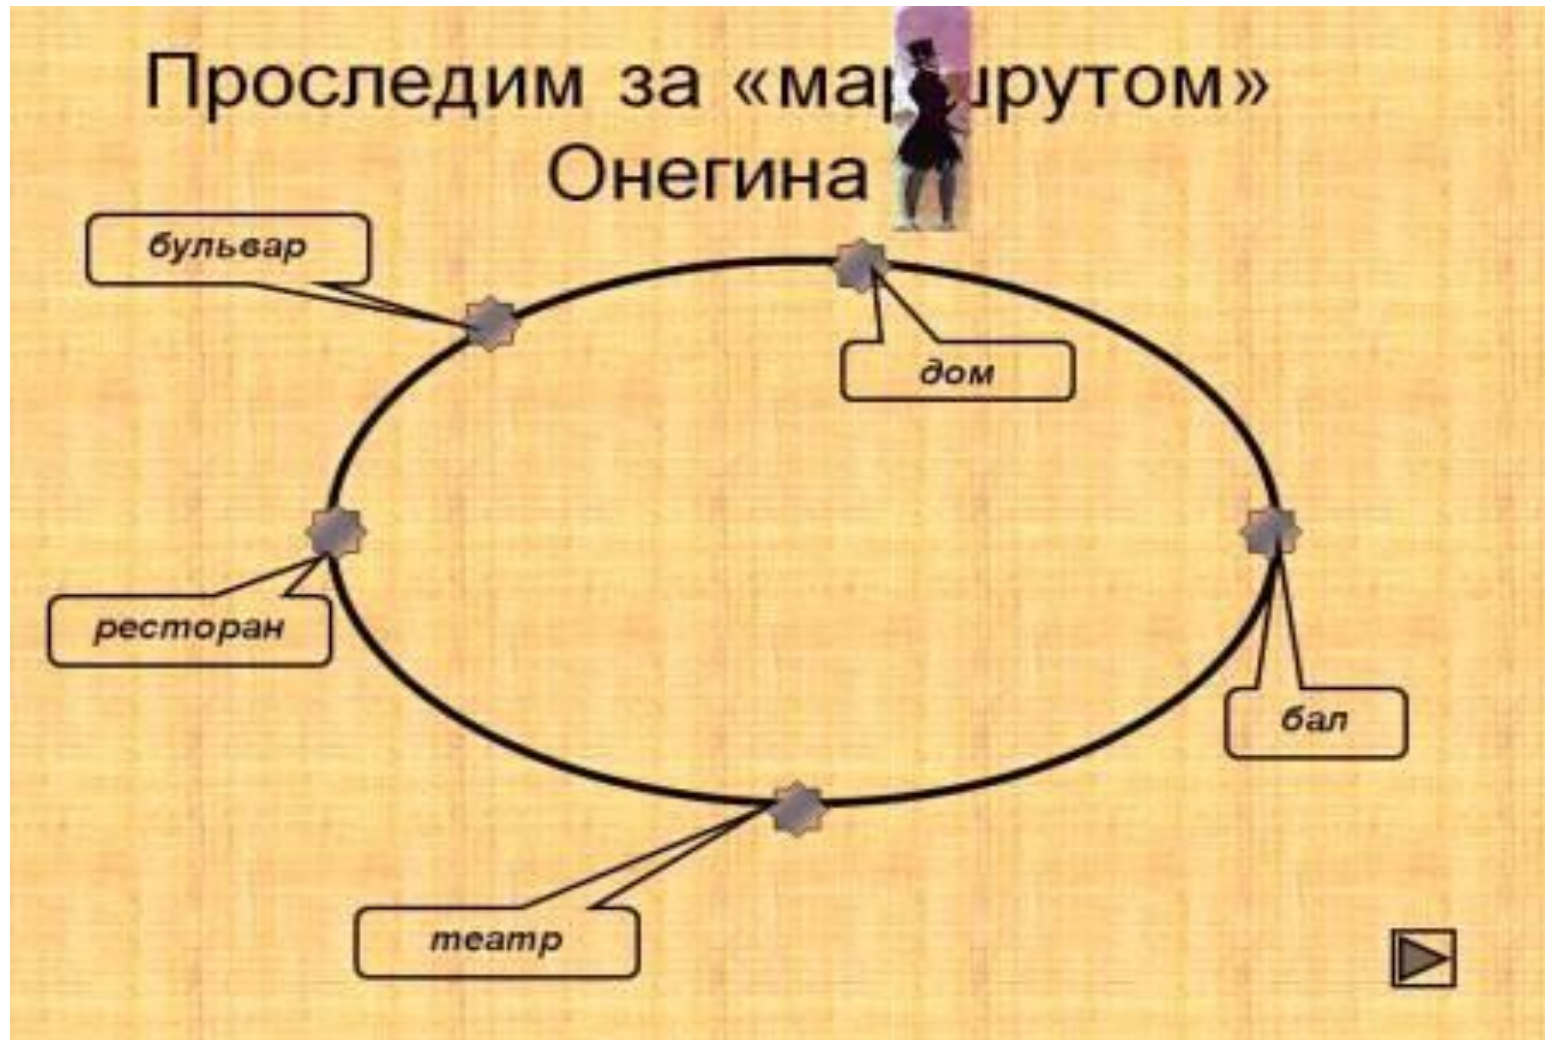 Проследим за «маршрутом»
Онегина
бульвар
дом
ресторан
бал
театр